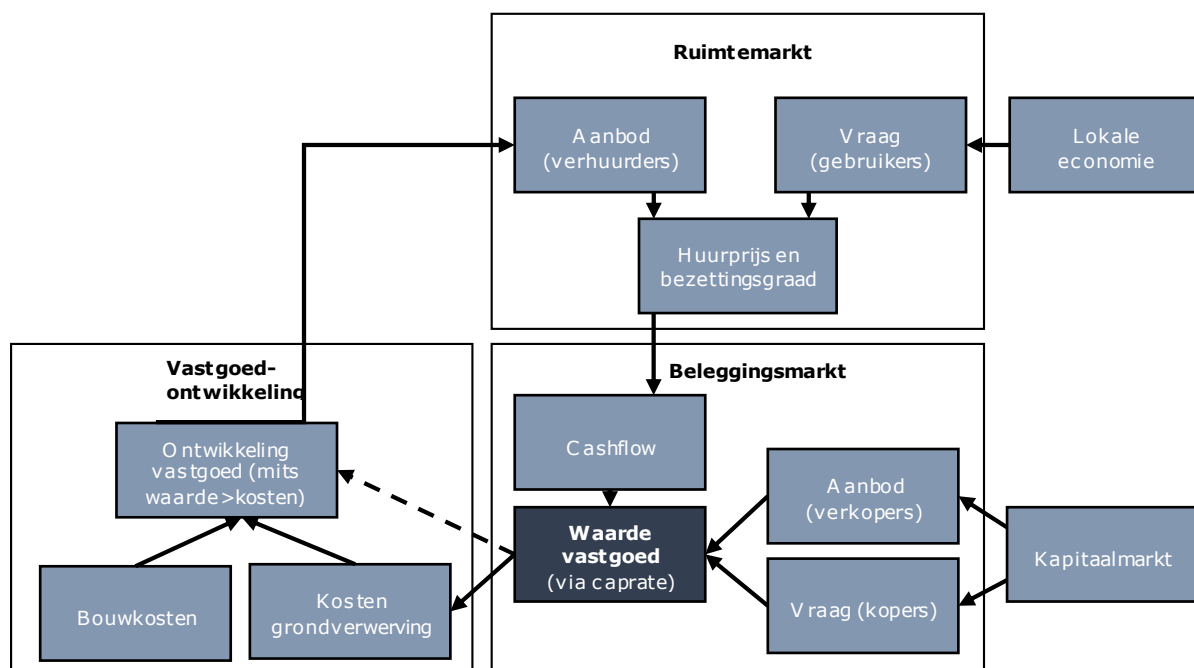 Ruimtemarkt
Aanbod
(verhuurders)
Vraag
(gebruikers)
Lokale
economie
Huurprijs en
bezettingsgraad
Vastgoed-
ontwikkeling
Ontwikkeling
vastgoed (mits
waarde>kosten)
Bouwkosten
Kosten
grondverwerving
Beleggingsmarkt
Cashflow
Waarde
vastgoed
(via caprate)
Aanbod
(verkopers)
Vraag (kopers)
Kapitaalmarkt